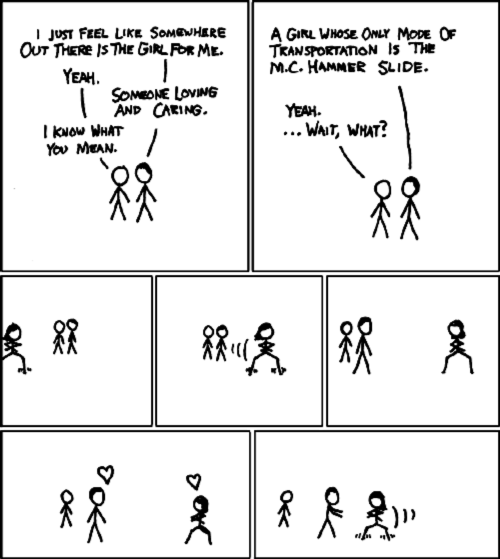 I JUST FEEL LIKE SOMEWHERE
OUT THERE IS THE GIRL FOR ME.
YEAH.
SOMEONE LOVING
AND CARING.
I KNOW WHAT
YOU MEAN.
A GIRL WHOSE ONLY MODE OF
TRANSPORTATION IS THE
M.C. HAMMER SLIDE.
YEAH.
... WAIT, WHAT?